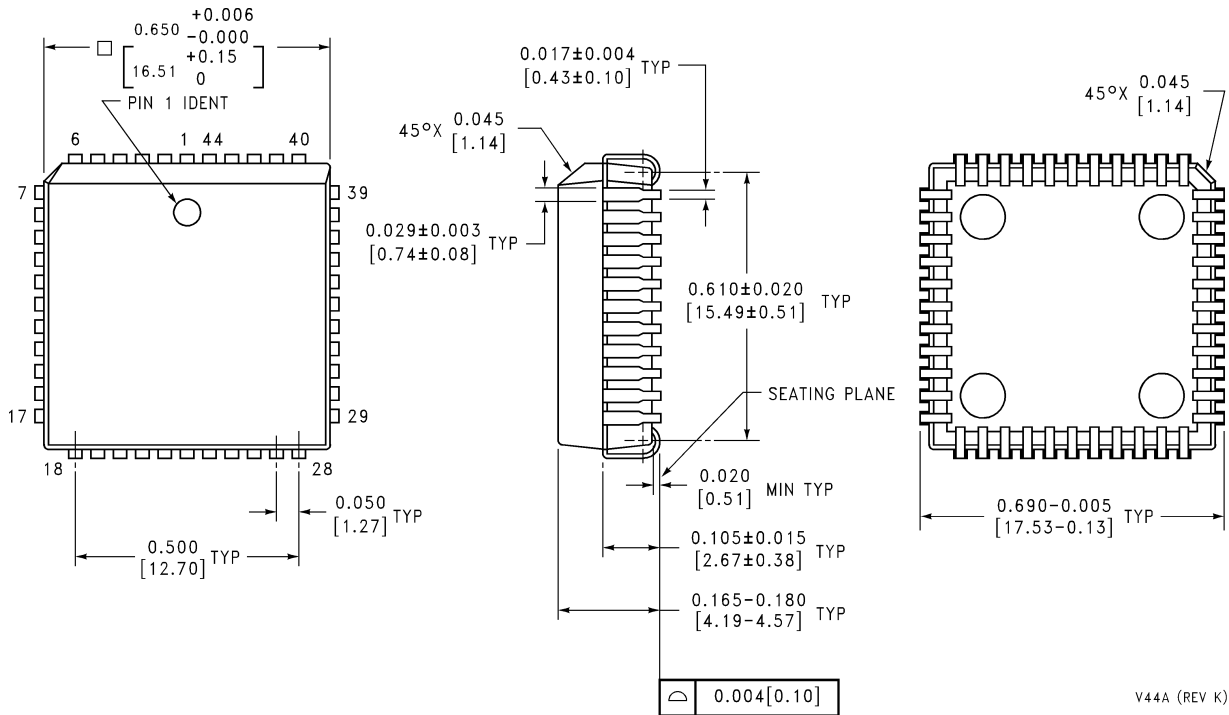 +0.006
0.650 -0.000
□
+0.15
[16.51 0]
PIN 1 IDENT
6 1 44 40
7 39
17 29
18 28
0.050
[1.27] TYP
0.500
[12.70] TYP
0.017±0.004
[0.43±0.10] TYP
45°X 0.045
[1.14]
0.029±0.003
[0.74±0.08] TYP
0.610±0.020
[15.49±0.51] TYP
SEATING PLANE
0.020
[0.51] MIN TYP
0.105±0.015
[2.67±0.38] TYP
0.165-0.180
[4.19-4.57] TYP
⌓ 0.004[0.10]
45°X 0.045
[1.14]
0.690-0.005
[17.53-0.13] TYP
V44A (REV K)